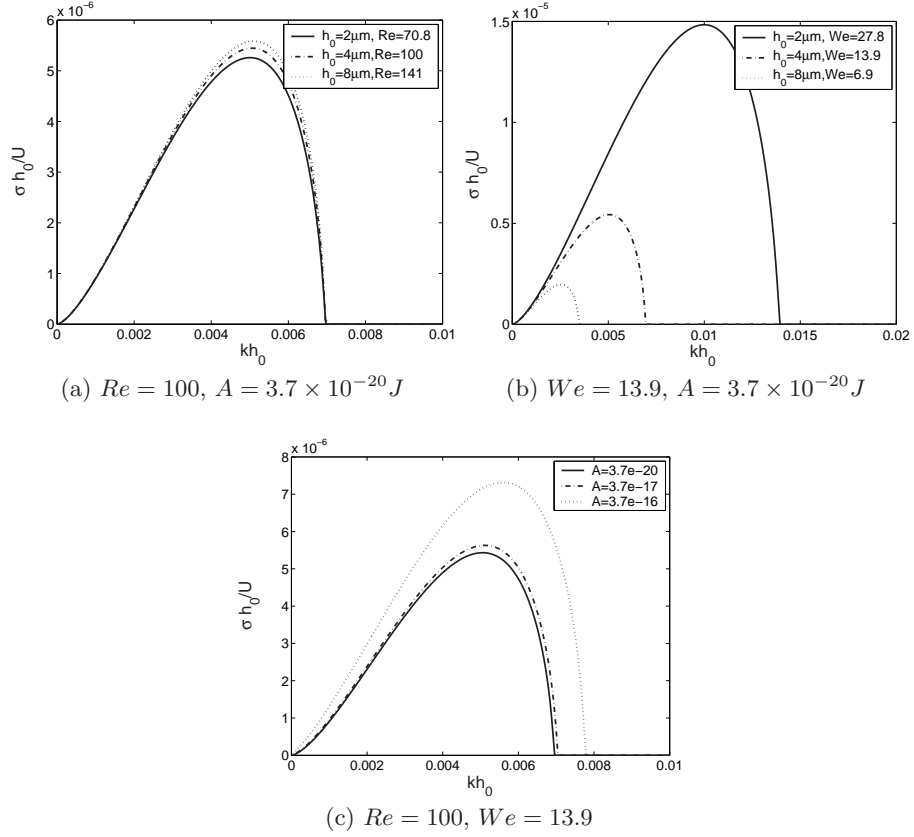 x 10⁻⁶
6
5
4
3
2
1
0
0
0.002
0.004
0.006
0.008
0.01
σ h₀/U
kh₀
h₀=2μm, Re=70.8
h₀=4μm,Re=100
h₀=8μm,Re=141
(a) Re = 100, A = 3.7 × 10⁻²⁰J
x 10⁻⁵
1.5
1
0.5
0
0
0.005
0.01
0.015
0.02
σ h₀/U
kh₀
h₀=2μm, We=27.8
h₀=4μm,We=13.9
h₀=8μm,We=6.9
(b) We = 13.9, A = 3.7 × 10⁻²⁰J
x 10⁻⁶
8
7
6
5
4
3
2
1
0
0
0.002
0.004
0.006
0.008
0.01
σ h₀/U
kh₀
A=3.7e−20
A=3.7e−17
A=3.7e−16
(c) Re = 100, We = 13.9